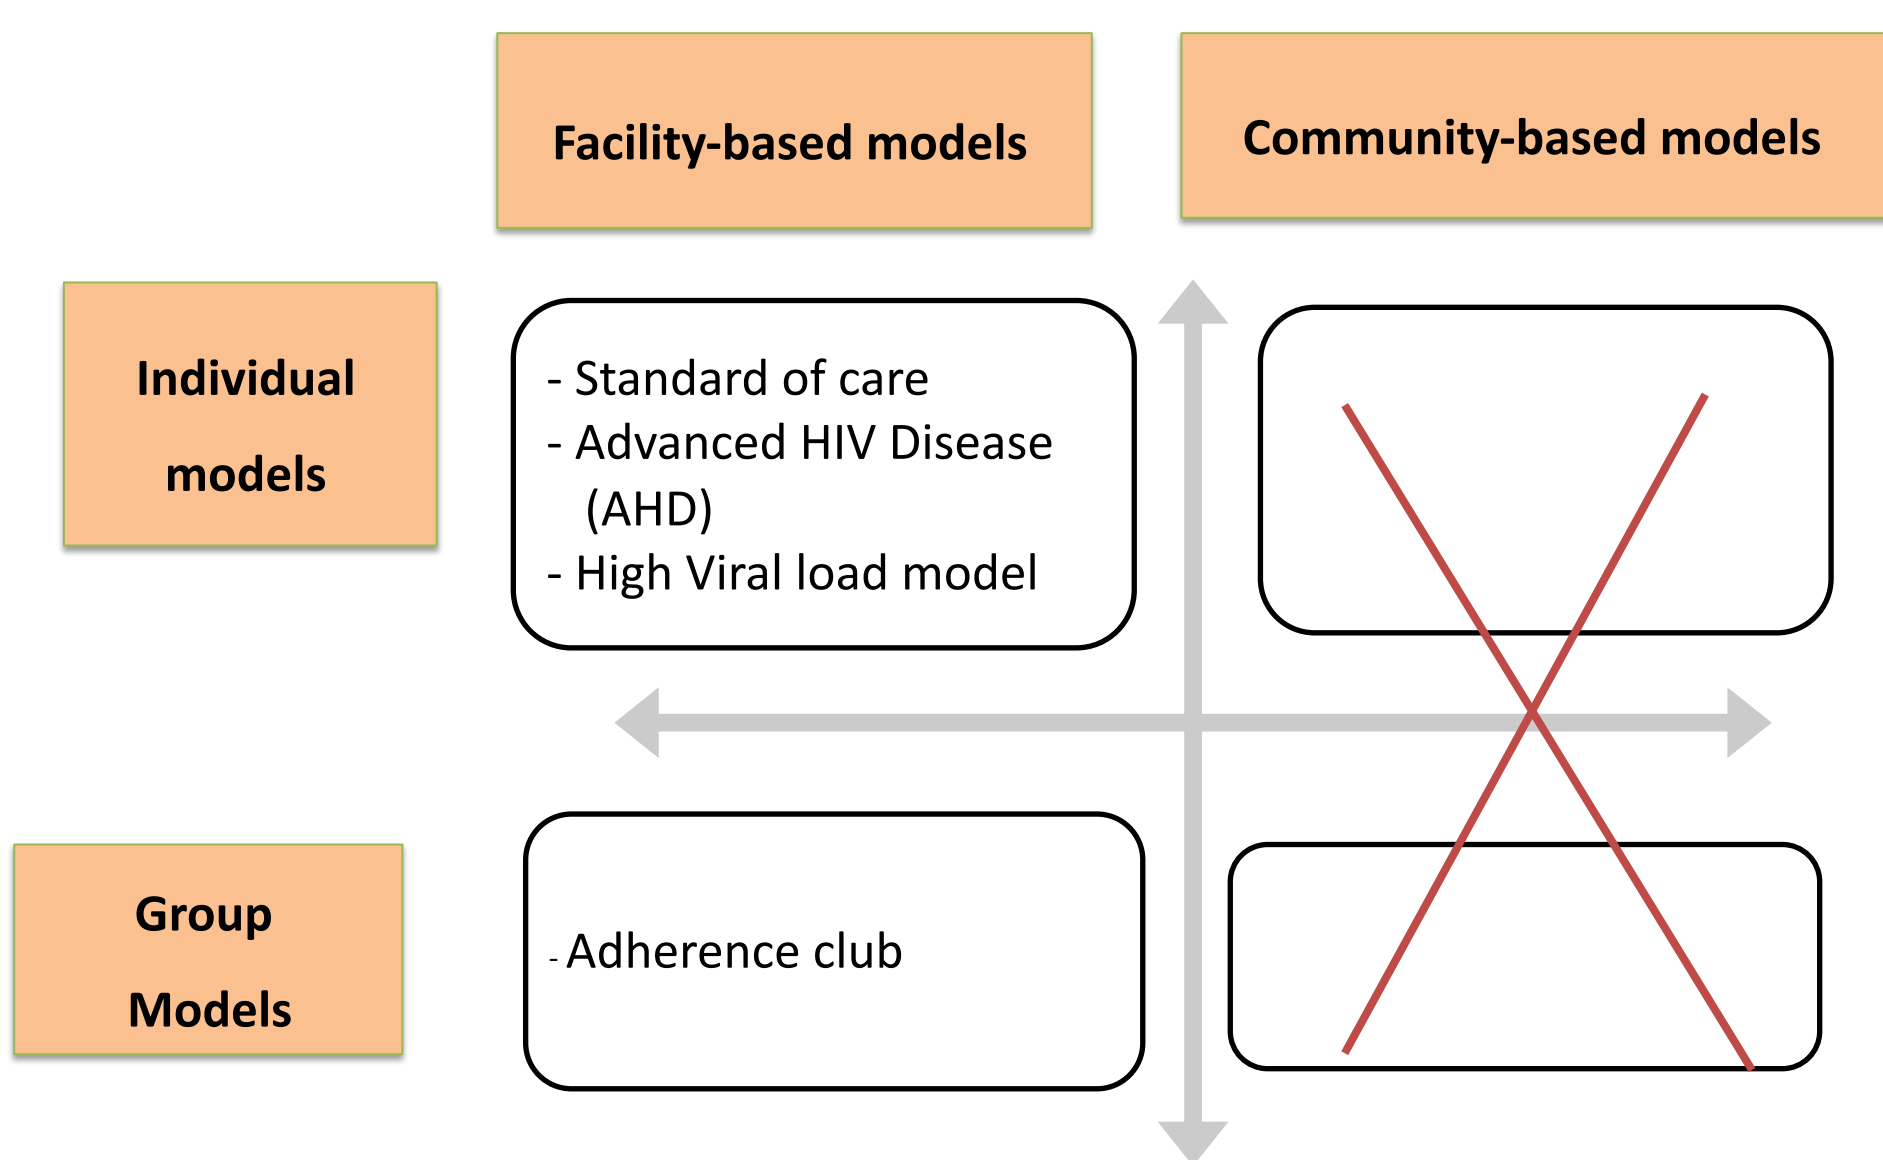 Facility-based models
Community-based models
Individual
models
- Standard of care
- Advanced HIV Disease
(AHD)
- High Viral load model
Group
Models
- Adherence club